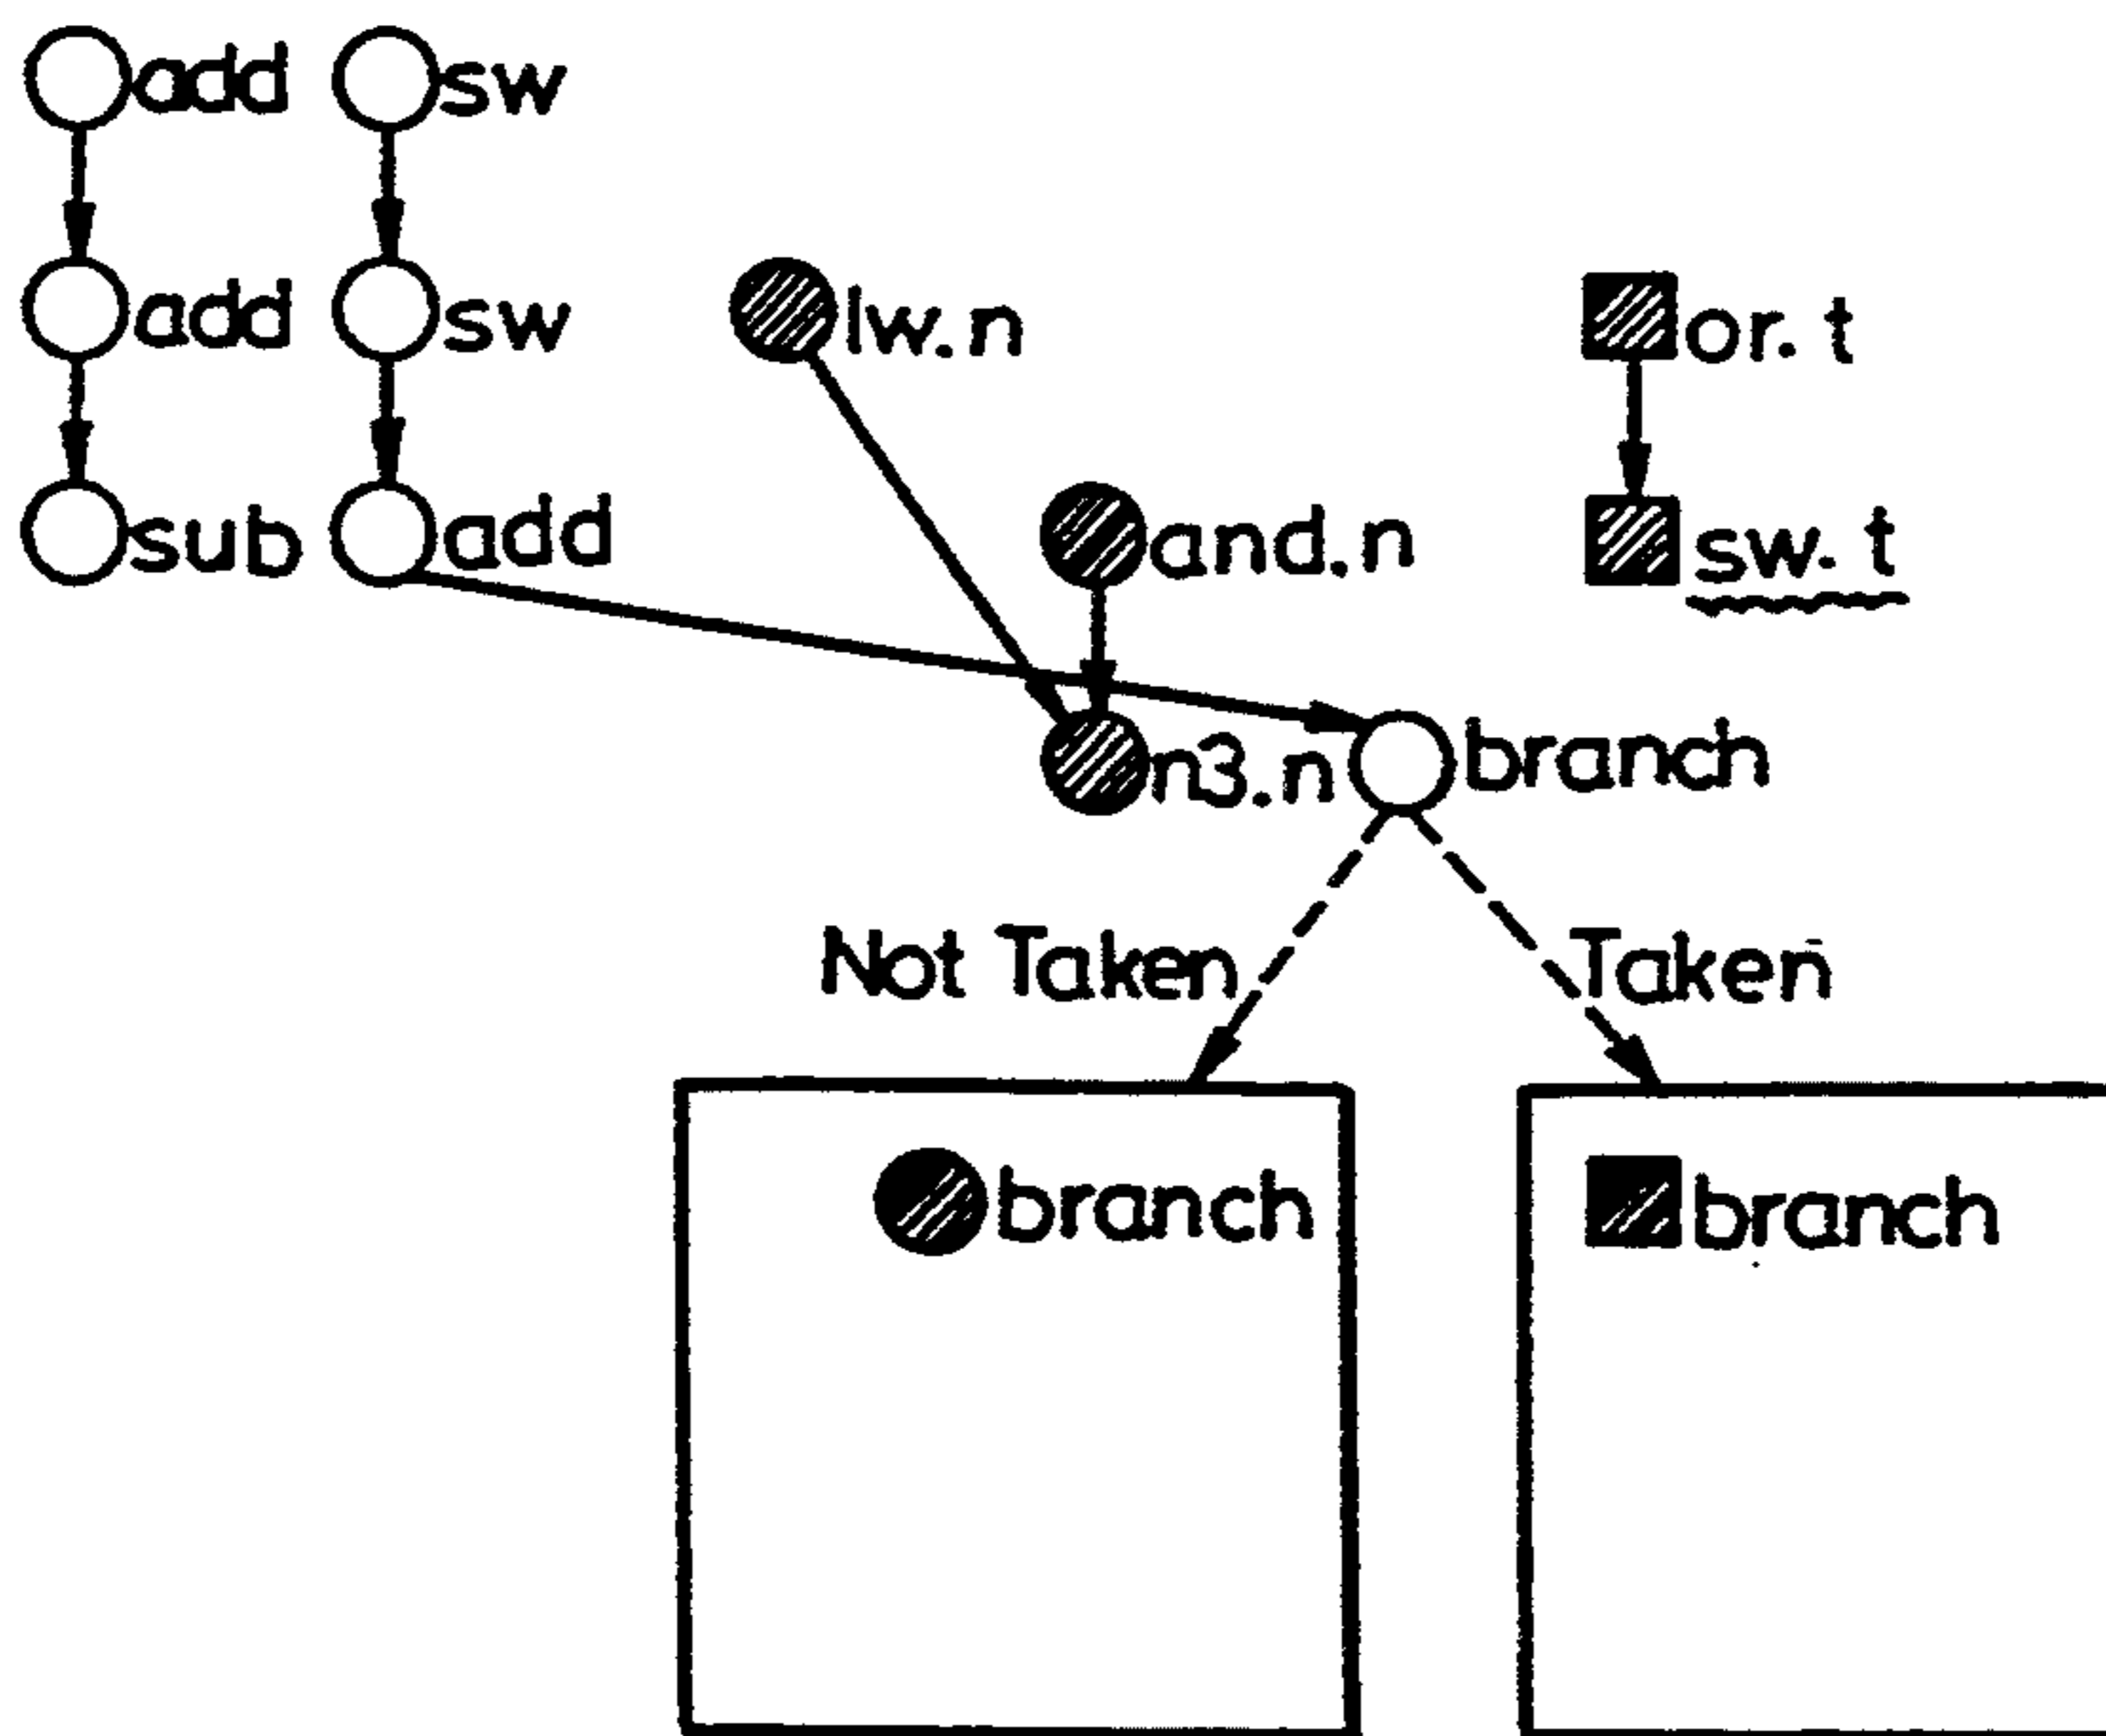 add sw
add sw lw.n or.t
sub add and.n sw.t
n3.n branch
Not Taken Taken
branch branch